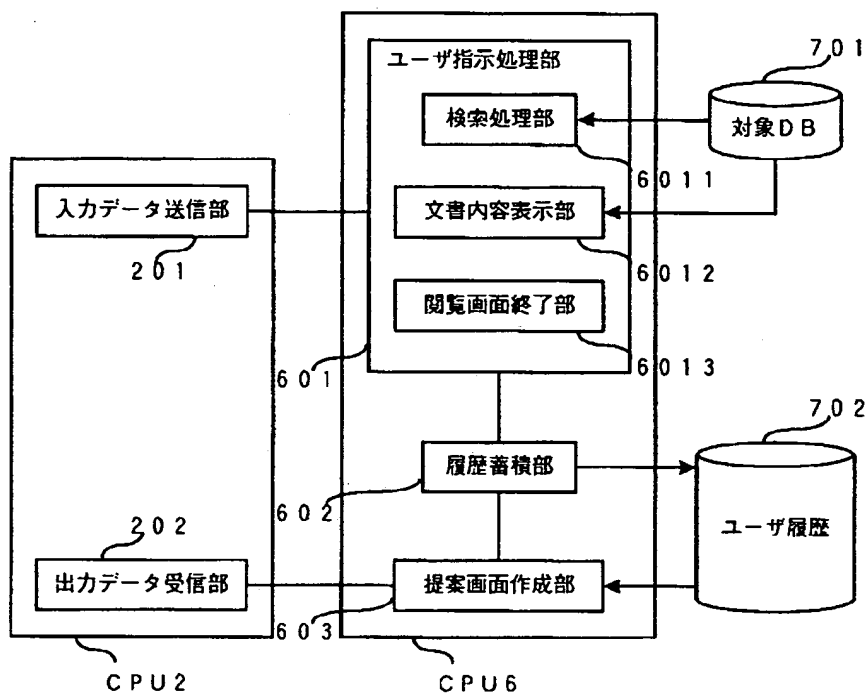 ユーザ指示処理部
701
検索処理部
対象DB
6011
入力データ送信部
文書内容表示部
201
6012
閲覧画面終了部
601
6013
702
履歴蓄積部
602
ユーザ履歴
202
出力データ受信部
提案画面作成部
603
CPU2
CPU6